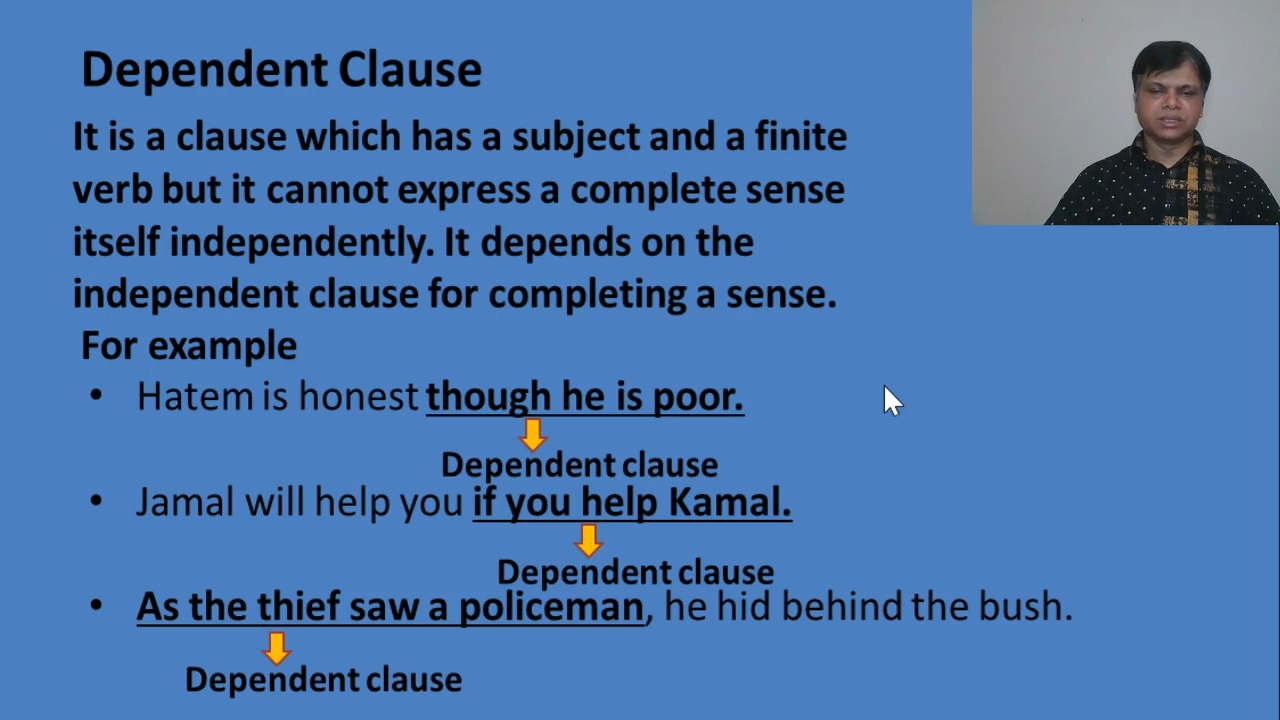 Dependent Clause
It is a clause which has a subject and a finite
verb but it cannot express a complete sense
itself independently. It depends on the
independent clause for completing a sense.
For example
• Hatem is honest though he is poor.
Dependent clause
• Jamal will help you if you help Kamal.
Dependent clause
• As the thief saw a policeman, he hid behind the bush.
Dependent clause